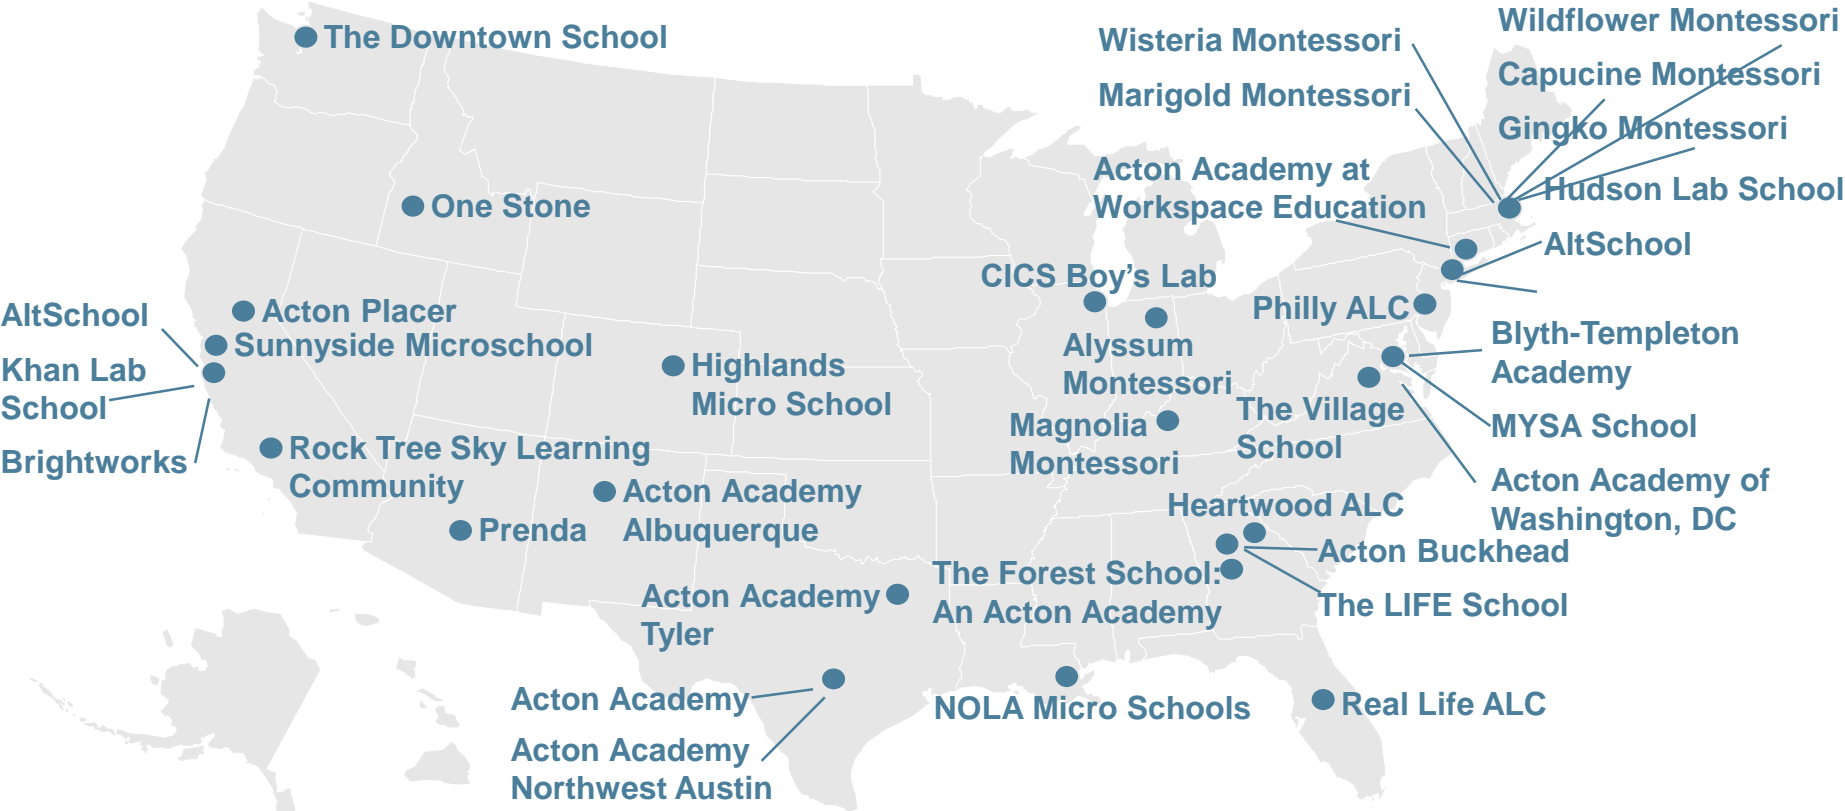 The Downtown School
Wisteria Montessori
Marigold Montessori
Wildflower Montessori
Capucine Montessori
Gingko Montessori
Hudson Lab School
AltSchool
Acton Academy at
Workspace Education
One Stone
CICS Boy’s Lab
Philly ALC
AltSchool
Khan Lab
School
Brightworks
Acton Placer
Sunnyside Microschool
Highlands
Micro School
Alyssum
Montessori
Magnolia
Montessori
The Village
School
Blyth-Templeton
Academy
MYSA School
Acton Academy of
Washington, DC
Rock Tree Sky Learning
Community
Acton Academy
Albuquerque
Prenda
Heartwood ALC
Acton Buckhead
The LIFE School
The Forest School:
An Acton Academy
Acton Academy
Tyler
Acton Academy
Acton Academy
Northwest Austin
NOLA Micro Schools
Real Life ALC